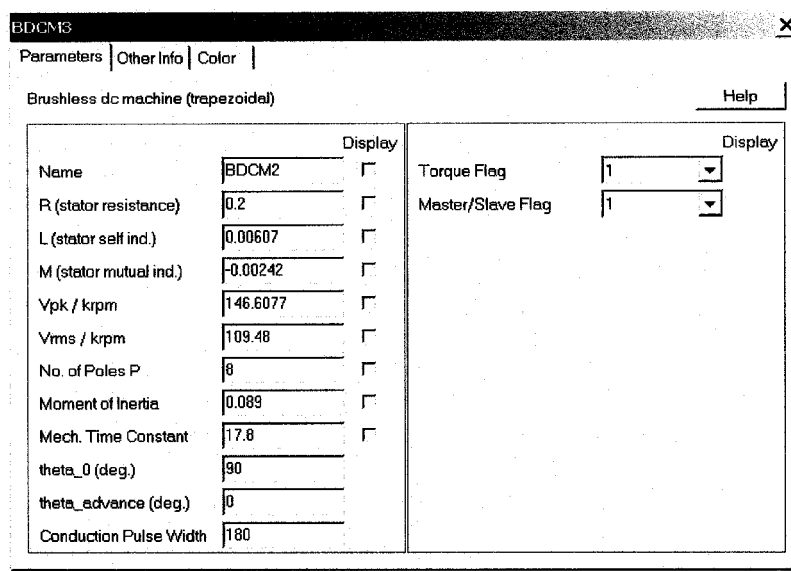 BDCM3
Parameters Other Info Color
Brushless dc machine (trapezoidal) Help
Display Display
Name BDCM2 Torque Flag 1
R (stator resistance) 0.2 Master/Slave Flag 1
L (stator self ind.) 0.00607
M (stator mutual ind.) -0.00242
Vpk / krpm 146.6077
Vrms / krpm 109.48
No. of Poles P 8
Moment of Inertia 0.089
Mech. Time Constant 17.8
theta_0 (deg.) 90
theta_advance (deg.) 0
Conduction Pulse Width 180